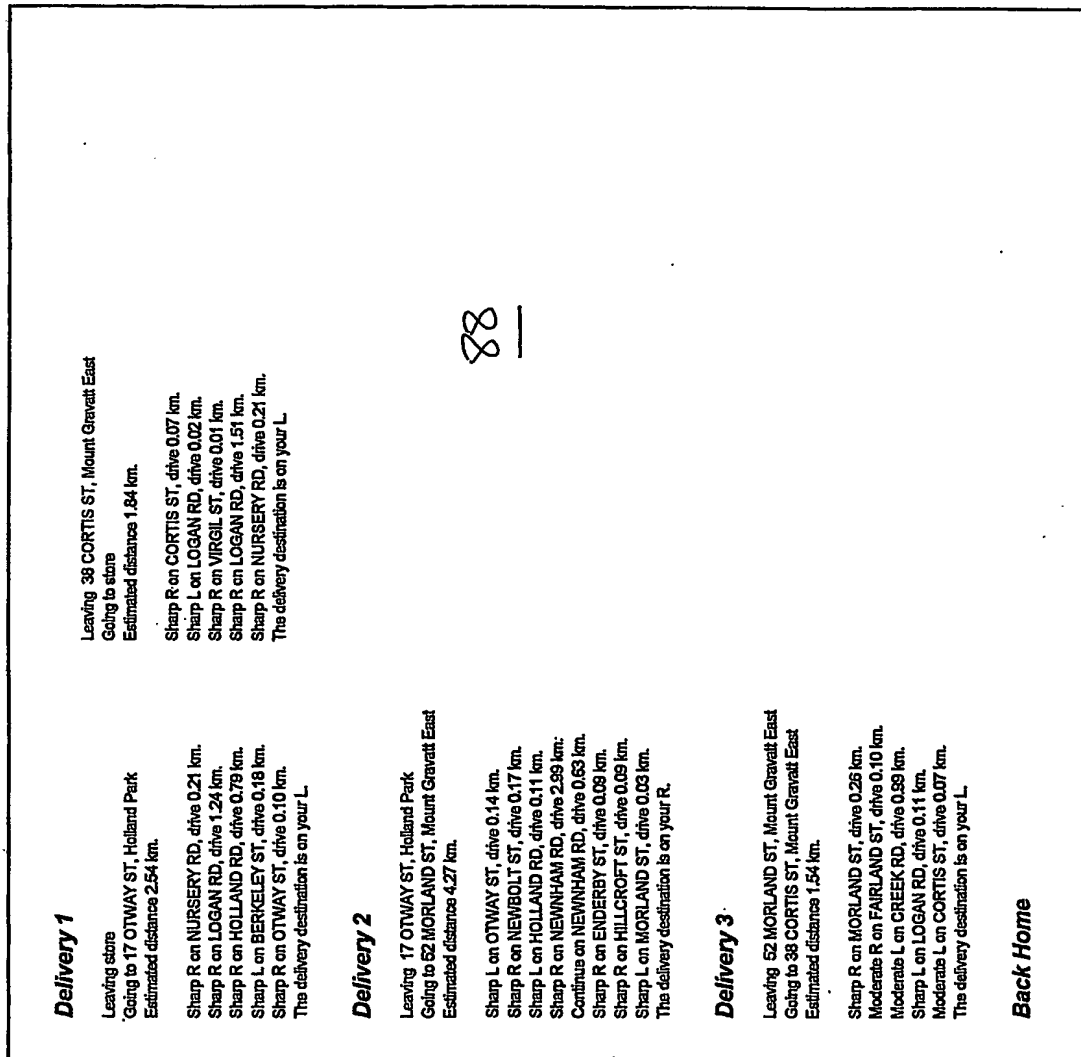 Delivery 1
Leaving store
Going to 17 OTWAY ST, Holland Park
Estimated distance 2.54 km.
Sharp R on NURSERY RD, drive 0.21 km.
Sharp R on LOGAN RD, drive 1.24 km.
Sharp R on HOLLAND RD, drive 0.79 km.
Sharp L on BERKELEY ST, drive 0.18 km.
Sharp R on OTWAY ST, drive 0.10 km.
The delivery destination is on your L.
Delivery 2
Leaving 17 OTWAY ST, Holland Park
Going to 52 MORLAND ST, Mount Gravatt East
Estimated distance 4.27 km.
Sharp L on OTWAY ST, drive 0.14 km.
Sharp R on NEWBOLT ST, drive 0.17 km.
Sharp L on HOLLAND RD, drive 0.11 km.
Sharp R on NEWNHAM RD, drive 2.99 km:
Continue on NEWNHAM RD, drive 0.63 km.
Sharp R on ENDERBY ST, drive 0.09 km.
Sharp R on HILLCROFT ST, drive 0.09 km.
Sharp L on MORLAND ST, drive 0.03 km.
The delivery destination is on your R.
Delivery 3
Leaving 52 MORLAND ST, Mount Gravatt East
Going to 38 CORTIS ST, Mount Gravatt East
Estimated distance 1.54 km.
Sharp R on MORLAND ST, drive 0.26 km.
Moderate R on FAIRLAND ST, drive 0.10 km.
Moderate L on CREEK RD, drive 0.99 km.
Sharp L on LOGAN RD, drive 0.11 km.
Moderate L on CORTIS ST, drive 0.07 km.
The delivery destination is on your L.
Back Home
Leaving 38 CORTIS ST, Mount Gravatt East
Going to store
Estimated distance 1.84 km.
Sharp R on CORTIS ST, drive 0.07 km.
Sharp L on LOGAN RD, drive 0.02 km.
Sharp R on VIRGIL ST, drive 0.01 km.
Sharp R on LOGAN RD, drive 1.51 km.
Sharp R on NURSERY RD, drive 0.21 km.
The delivery destination is on your L.
88